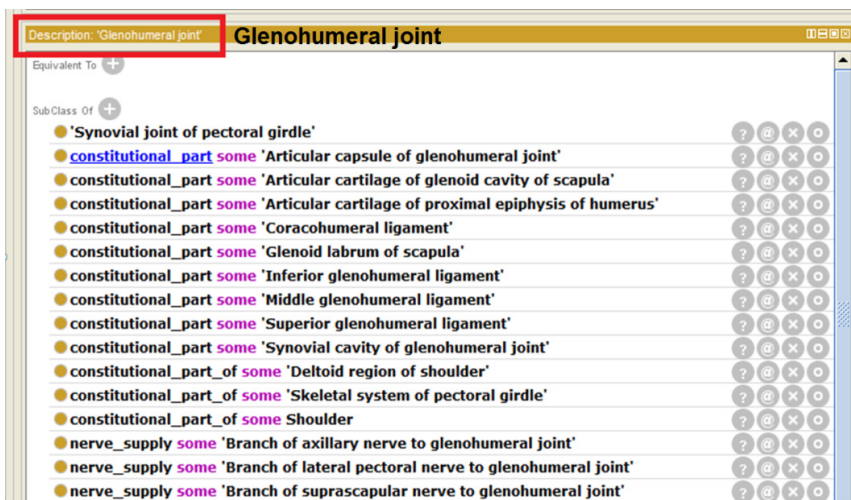 Description: 'Glenohumeral joint' Glenohumeral joint
Equivalent To
SubClass Of
'Synovial joint of pectoral girdle'
constitutional_part some 'Articular capsule of glenohumeral joint'
constitutional_part some 'Articular cartilage of glenoid cavity of scapula'
constitutional_part some 'Articular cartilage of proximal epiphysis of humerus'
constitutional_part some 'Coracohumeral ligament'
constitutional_part some 'Glenoid labrum of scapula'
constitutional_part some 'Inferior glenohumeral ligament'
constitutional_part some 'Middle glenohumeral ligament'
constitutional_part some 'Superior glenohumeral ligament'
constitutional_part some 'Synovial cavity of glenohumeral joint'
constitutional_part_of some 'Deltoid region of shoulder'
constitutional_part_of some 'Skeletal system of pectoral girdle'
constitutional_part_of some Shoulder
nerve_supply some 'Branch of axillary nerve to glenohumeral joint'
nerve_supply some 'Branch of lateral pectoral nerve to glenohumeral joint'
nerve_supply some 'Branch of suprascapular nerve to glenohumeral joint'